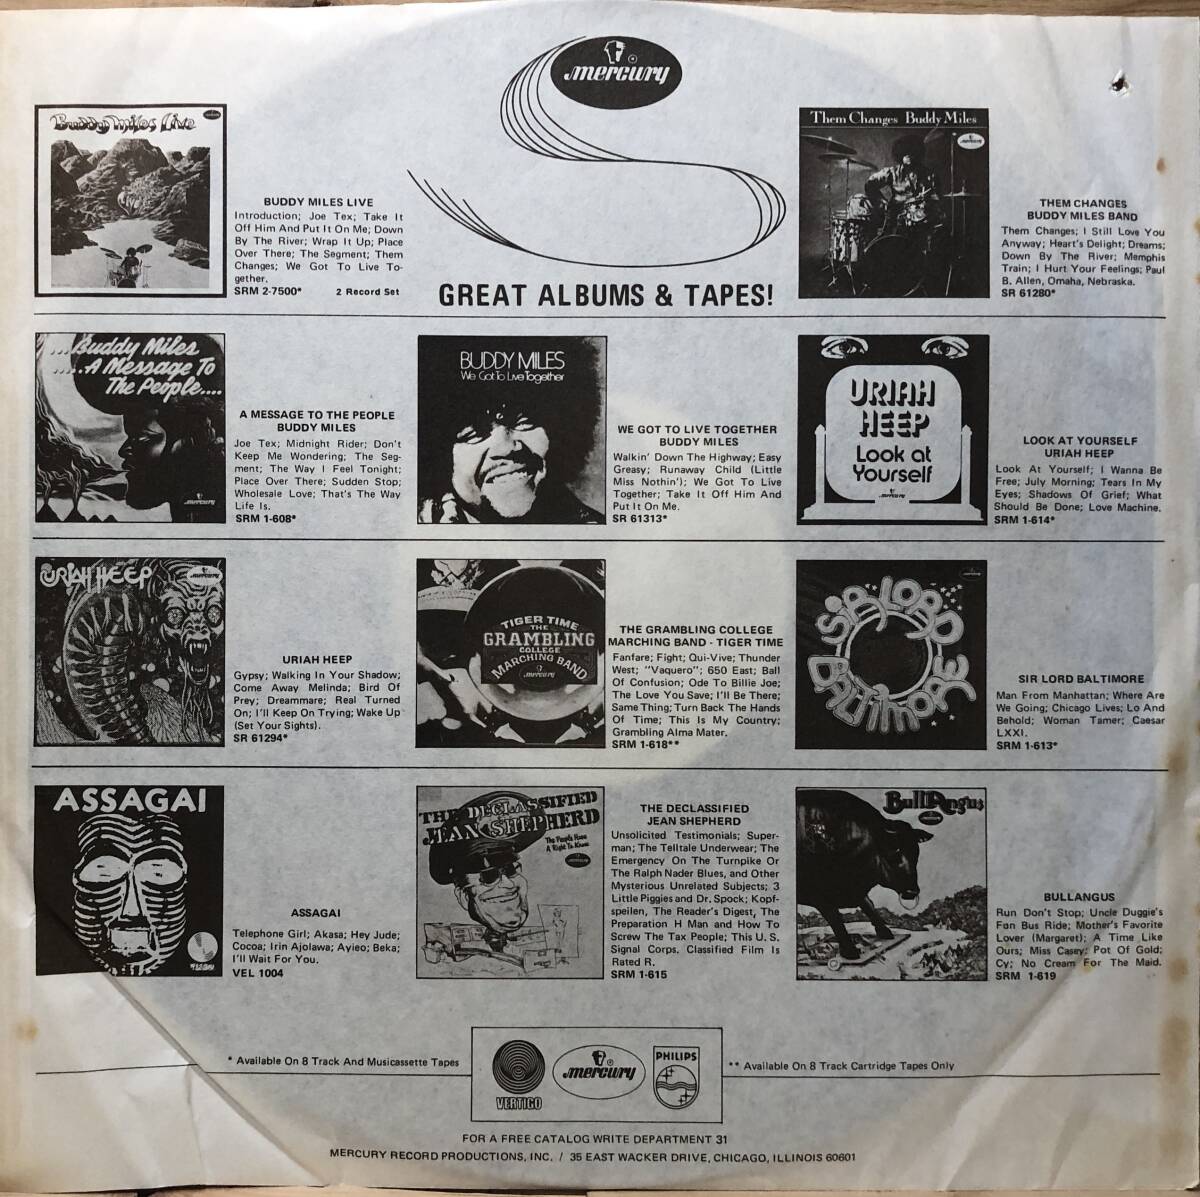 mercury
GREAT ALBUMS & TAPES!
Buddy Miles Live
BUDDY MILES LIVE
Introduction; Joe Tex; Take It
Off Him And Put It On Me; Down
By The River; Wrap It Up; Place
Over There; The Segment; Them
Changes; We Got To Live To-
gether.
SRM 2-7500* 2 Record Set
Them Changes Buddy Miles
mercury
THEM CHANGES
BUDDY MILES BAND
Them Changes; I Still Love You
Anyway; Heart's Delight; Dreams;
Down By The River; Memphis
Train; I Hurt Your Feelings; Paul
B. Allen, Omaha, Nebraska.
SR 61280*
...Buddy Miles
.....A Message To
The People....
mercury
A MESSAGE TO THE PEOPLE
BUDDY MILES
Joe Tex; Midnight Rider; Don't
Keep Me Wondering; The Seg-
ment; The Way I Feel Tonight;
Place Over There; Sudden Stop;
Wholesale Love; That's The Way
Life Is.
SRM 1-608*
BUDDY MILES
We Got To Live Together
WE GOT TO LIVE TOGETHER
BUDDY MILES
Walkin' Down The Highway; Easy
Greasy; Runaway Child (Little
Miss Nothin'); We Got To Live
Together; Take It Off Him And
Put It On Me.
SR 61313*
URIAH
HEEP
Look at
Yourself
mercury
LOOK AT YOURSELF
URIAH HEEP
Look At Yourself; I Wanna Be
Free; July Morning; Tears In My
Eyes; Shadows Of Grief; What
Should Be Done; Love Machine.
SRM 1-614*
URIAH HEEP
mercury
URIAH HEEP
Gypsy; Walking In Your Shadow;
Come Away Melinda; Bird Of
Prey; Dreammare; Real Turned
On; I'll Keep On Trying; Wake Up
(Set Your Sights).
SR 61294*
TIGER TIME
THE
GRAMBLING
COLLEGE
MARCHING BAND
mercury
THE GRAMBLING COLLEGE
MARCHING BAND - TIGER TIME
Fanfare; Fight; Qui-Vive; Thunder
West; "Vaquero"; 650 East; Ball
Of Confusion; Ode To Billie Joe;
The Love You Save; I'll Be There;
Same Thing; Turn Back The Hands
Of Time; This Is My Country;
Grambling Alma Mater.
SRM 1-618**
SIR LORD
BALTIMORE
SIR LORD BALTIMORE
Man From Manhattan; Where Are
We Going; Chicago Lives; Lo And
Behold; Woman Tamer; Caesar
LXXI.
SRM 1-613*
ASSAGAI
ASSAGAI
Telephone Girl; Akasa; Hey Jude;
Cocoa; Irin Ajolawa; Ayieo; Beka;
I'll Wait For You.
VEL 1004
THE DECLASSIFIED
JEAN SHEPHERD
The People Have
A Right To Know
THE DECLASSIFIED
JEAN SHEPHERD
Unsolicited Testimonials; Super-
man; The Telltale Underwear; The
Emergency On The Turnpike Or
The Ralph Nader Blues, and Other
Mysterious Unrelated Subjects; 3
Little Piggies and Dr. Spock; Kopf-
speilen, The Reader's Digest, The
Preparation H Man and How To
Screw The Tax People; This U. S.
Signal Corps. Classified Film Is
Rated R.
SRM 1-615
BullAngus
BULLANGUS
Run Don't Stop; Uncle Duggie's
Fun Bus Ride; Mother's Favorite
Lover (Margaret); A Time Like
Ours; Miss Casey; Pot Of Gold;
Cy; No Cream For The Maid.
SRM 1-619
* Available On 8 Track And Musicassette Tapes
VERTIGO
mercury
PHILIPS
** Available On 8 Track Cartridge Tapes Only
FOR A FREE CATALOG WRITE DEPARTMENT 31
MERCURY RECORD PRODUCTIONS, INC. / 35 EAST WACKER DRIVE, CHICAGO, ILLINOIS 60601